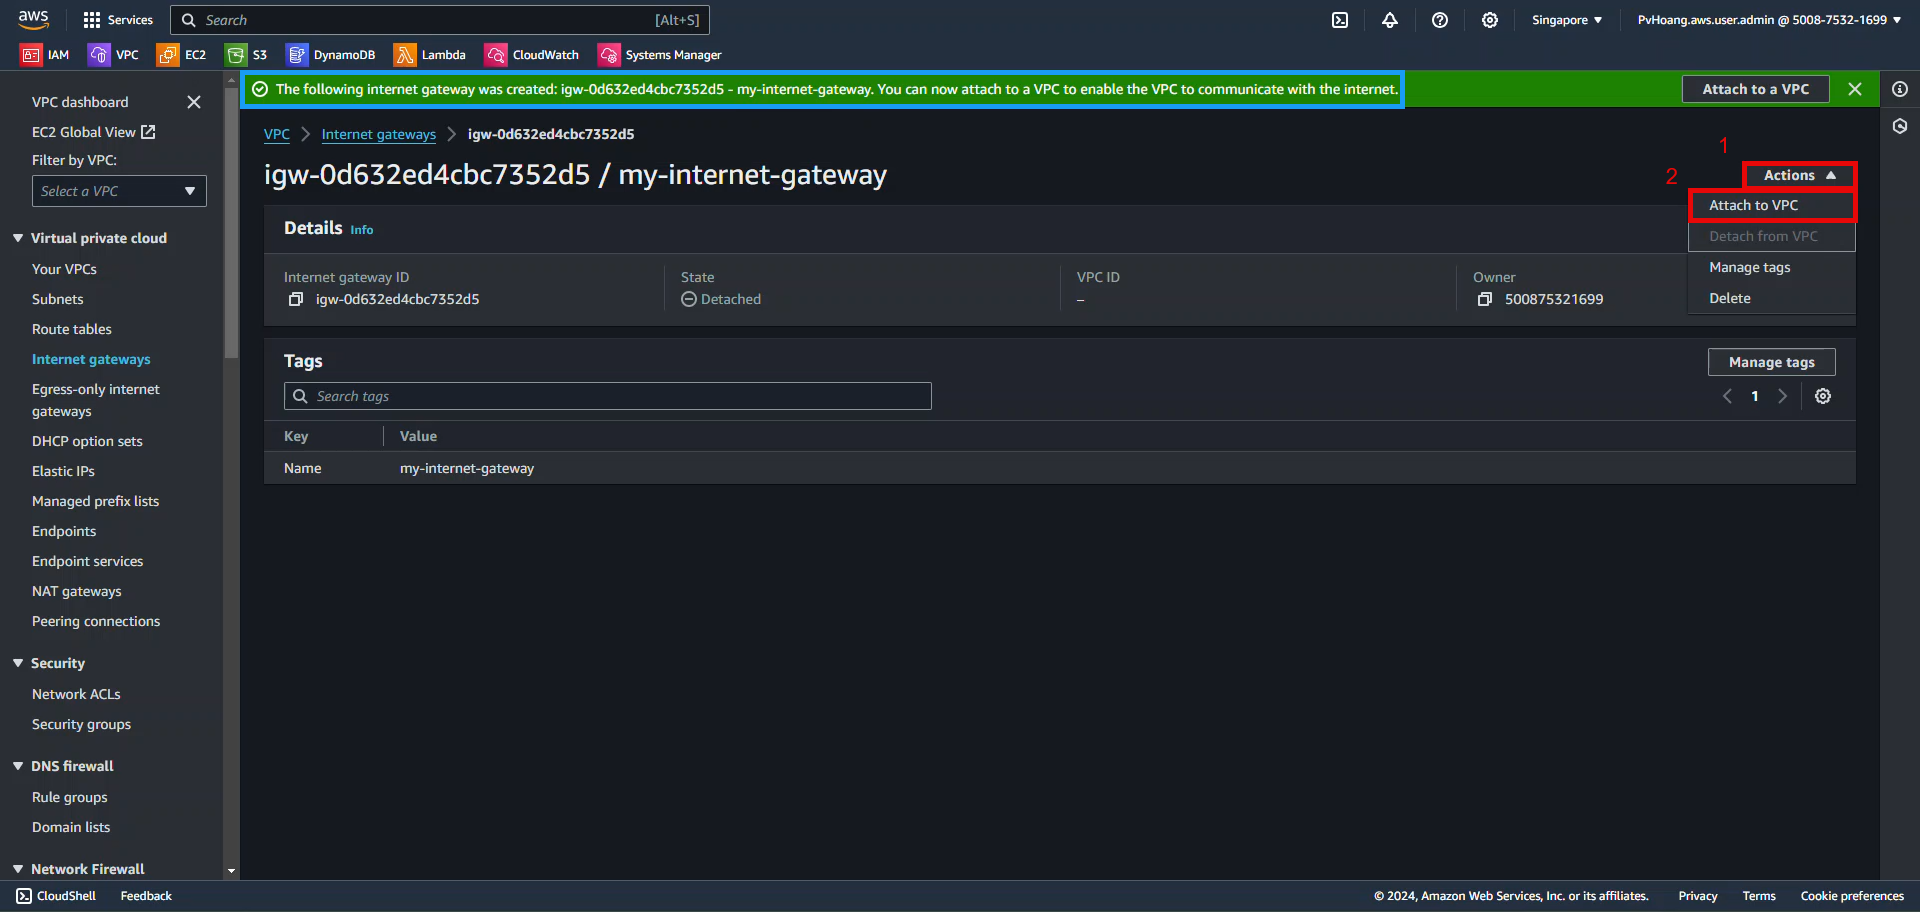 aws
Services
Search
[Alt+S]
Singapore
PvHoang.aws.user.admin @ 5008-7532-1699
IAM
VPC
EC2
S3
DynamoDB
Lambda
CloudWatch
Systems Manager
The following internet gateway was created: igw-0d632ed4cbc7352d5 - my-internet-gateway. You can now attach to a VPC to enable the VPC to communicate with the internet.
Attach to a VPC
VPC dashboard
EC2 Global View
Filter by VPC:
Select a VPC
Virtual private cloud
Your VPCs
Subnets
Route tables
Internet gateways
Egress-only internet
gateways
DHCP option sets
Elastic IPs
Managed prefix lists
Endpoints
Endpoint services
NAT gateways
Peering connections
Security
Network ACLs
Security groups
DNS firewall
Rule groups
Domain lists
Network Firewall
VPC
Internet gateways
igw-0d632ed4cbc7352d5
igw-0d632ed4cbc7352d5 / my-internet-gateway
1
2
Actions
Attach to VPC
Detach from VPC
Manage tags
Delete
Details Info
Internet gateway ID
igw-0d632ed4cbc7352d5
State
Detached
VPC ID
–
Owner
500875321699
Tags
Manage tags
Search tags
1
Key
Value
Name
my-internet-gateway
CloudShell
Feedback
© 2024, Amazon Web Services, Inc. or its affiliates.
Privacy
Terms
Cookie preferences